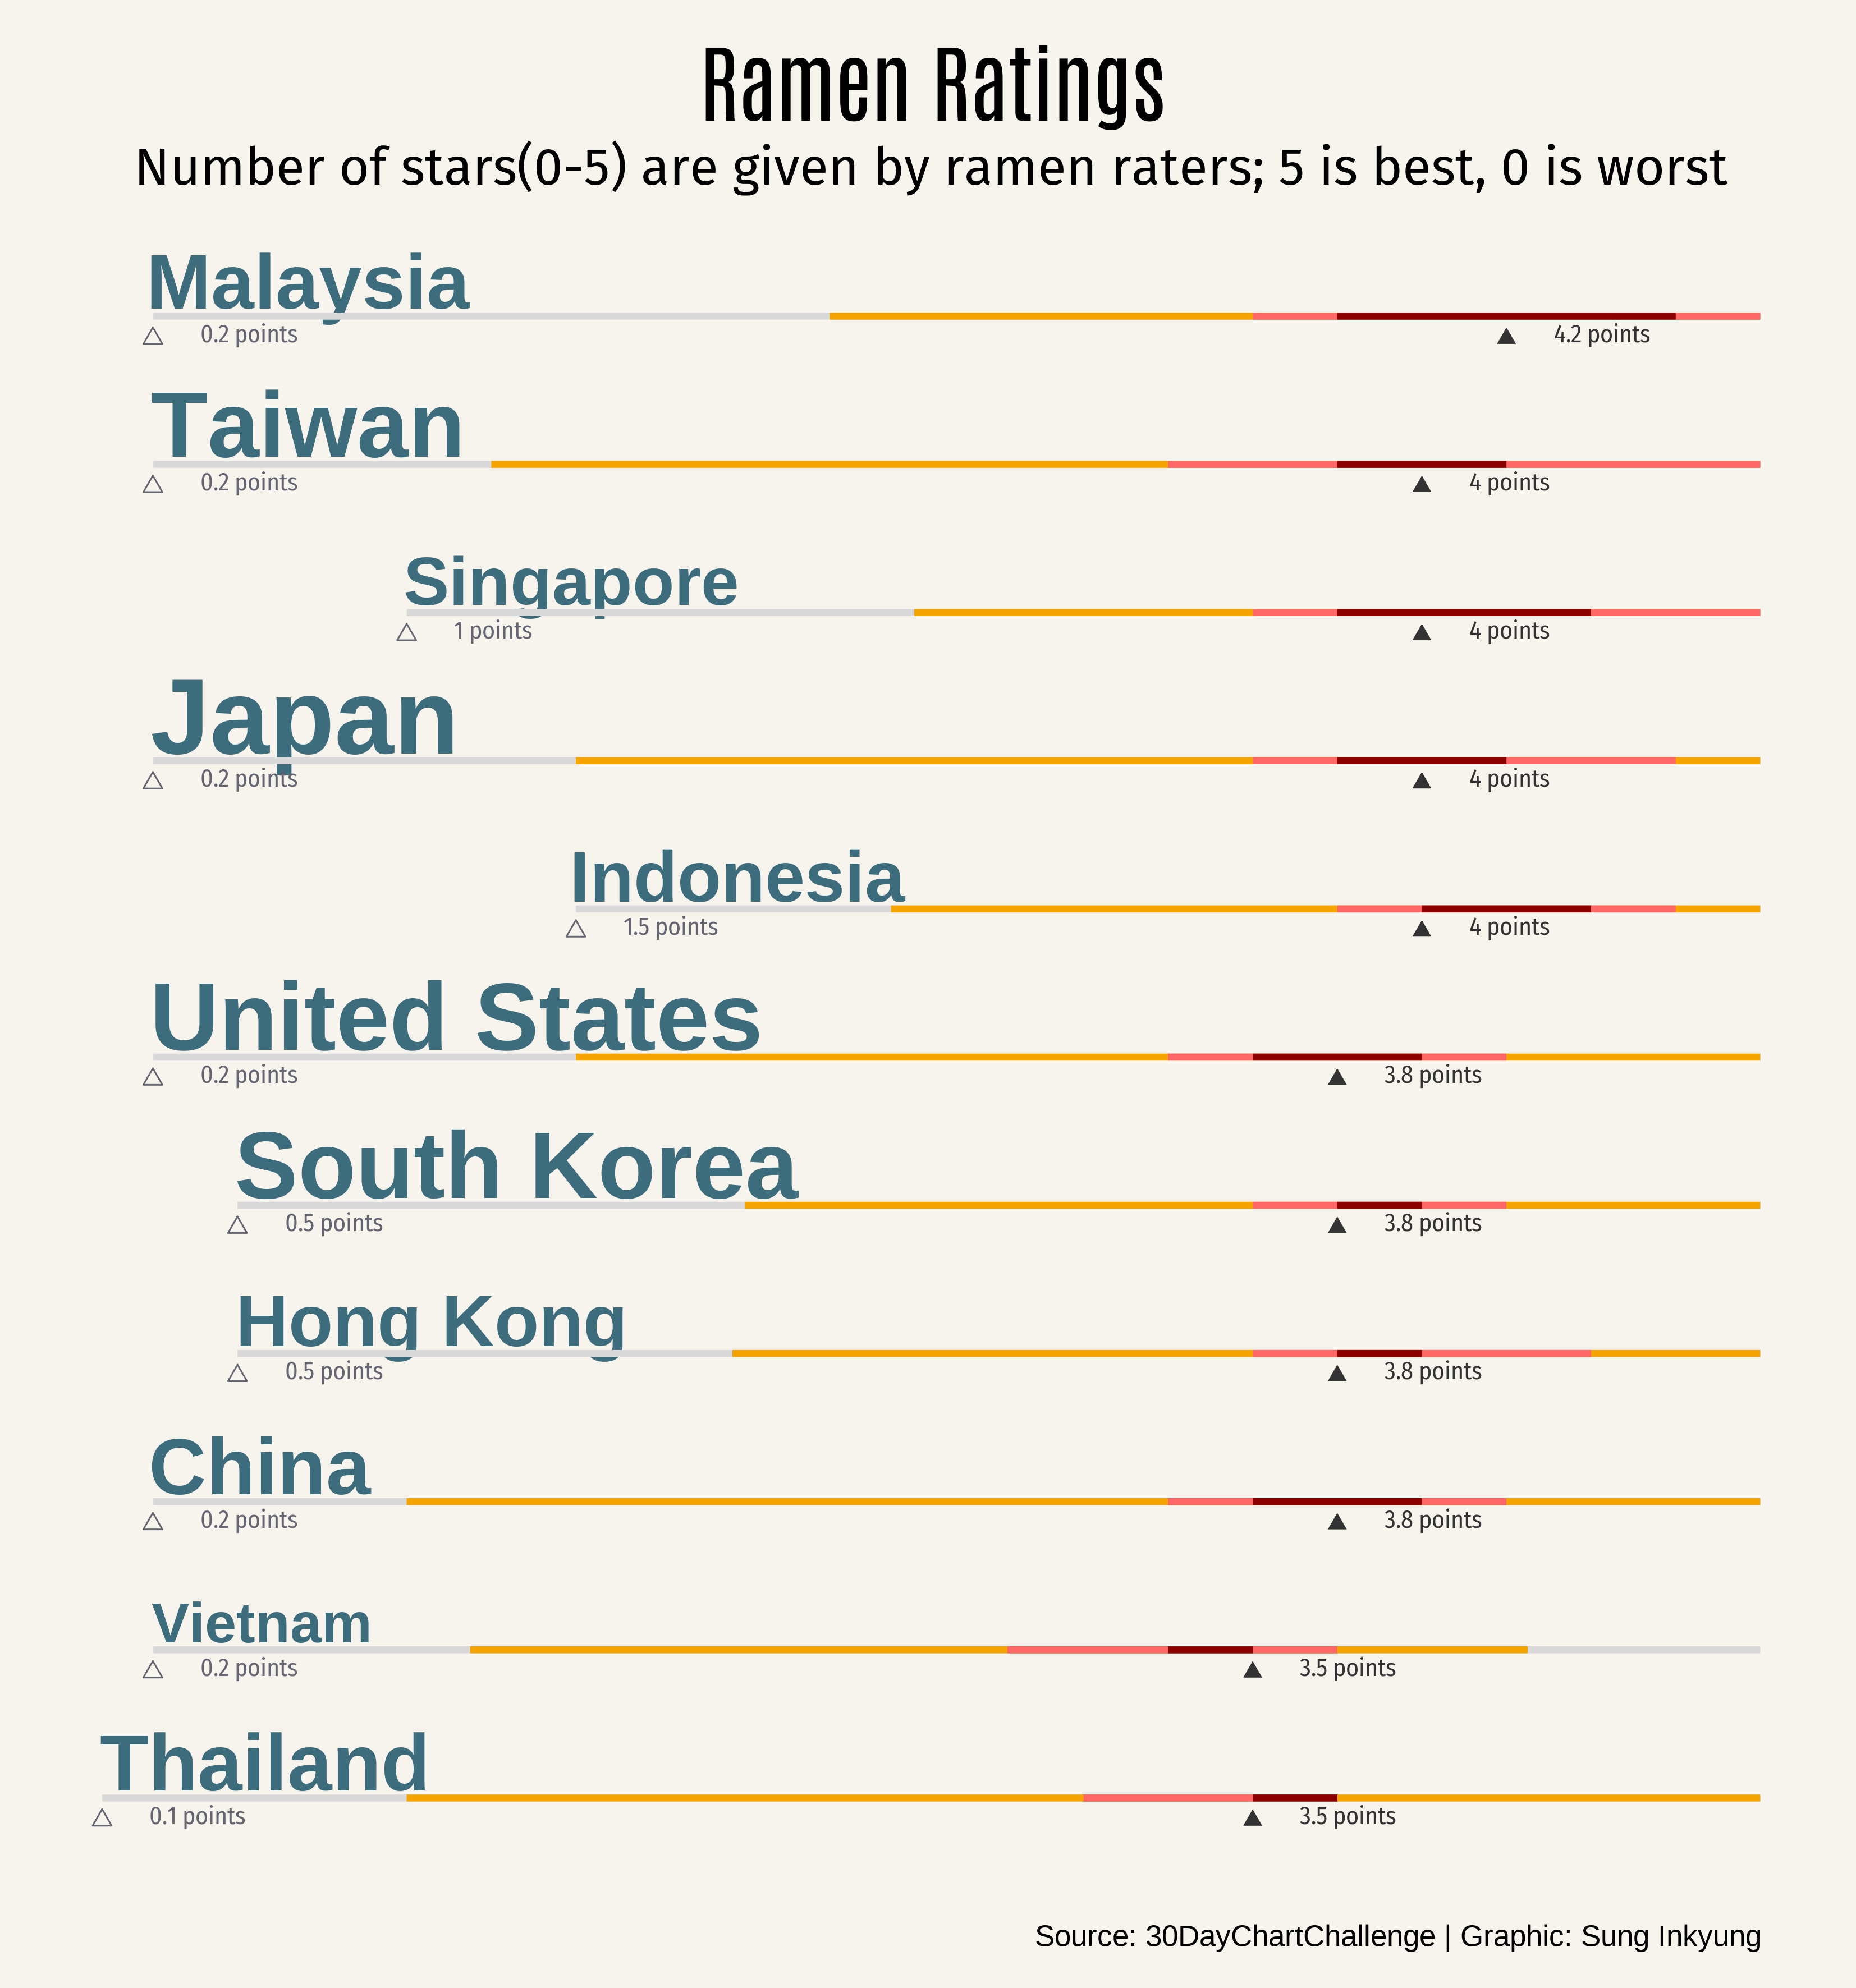 Ramen Ratings
Number of stars(0-5) are given by ramen raters; 5 is best, 0 is worst
Malaysia
0.2 points 4.2 points
Taiwan
0.2 points 4 points
Singapore
1 points 4 points
Japan
0.2 points 4 points
Indonesia
1.5 points 4 points
United States
0.2 points 3.8 points
South Korea
0.5 points 3.8 points
Hong Kong
0.5 points 3.8 points
China
0.2 points 3.8 points
Vietnam
0.2 points 3.5 points
Thailand
0.1 points 3.5 points
Source: 30DayChartChallenge | Graphic: Sung Inkyung